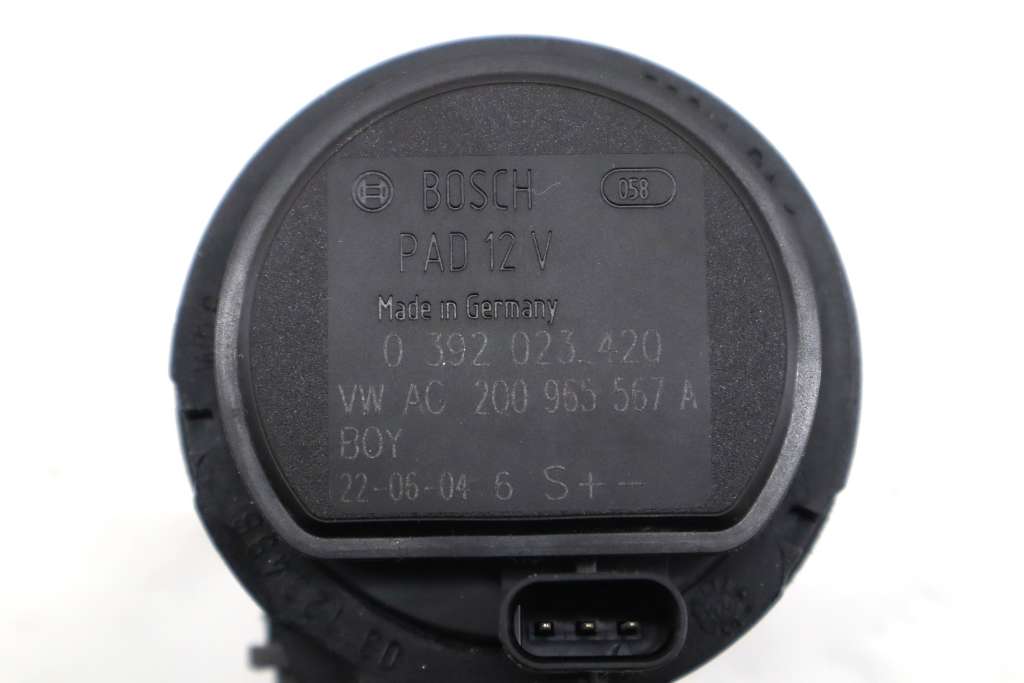 BOSCH 058
PAD 12 V
Made in Germany
0 392 023 420
VW AC 2Q0 965 567 A
BOY
22-06-04 6 S + -